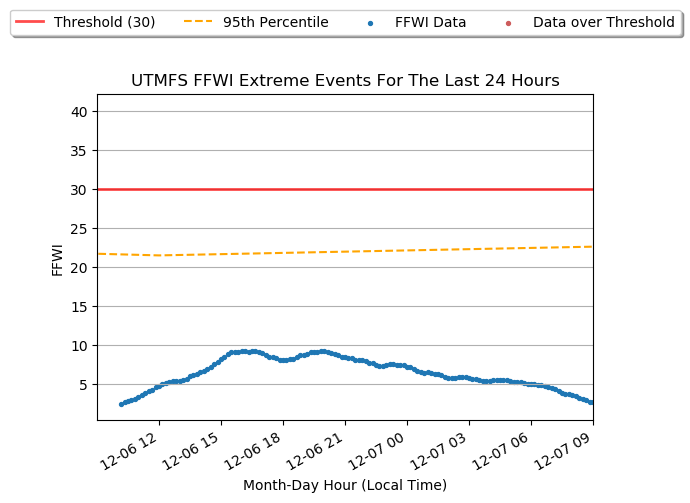 Threshold (30) 95th Percentile FFWI Data Data over Threshold
UTMFS FFWI Extreme Events For The Last 24 Hours
40
35
30
25
20
15
10
5
FFWI
12-06 12 12-06 15 12-06 18 12-06 21 12-07 00 12-07 03 12-07 06 12-07 09
Month-Day Hour (Local Time)